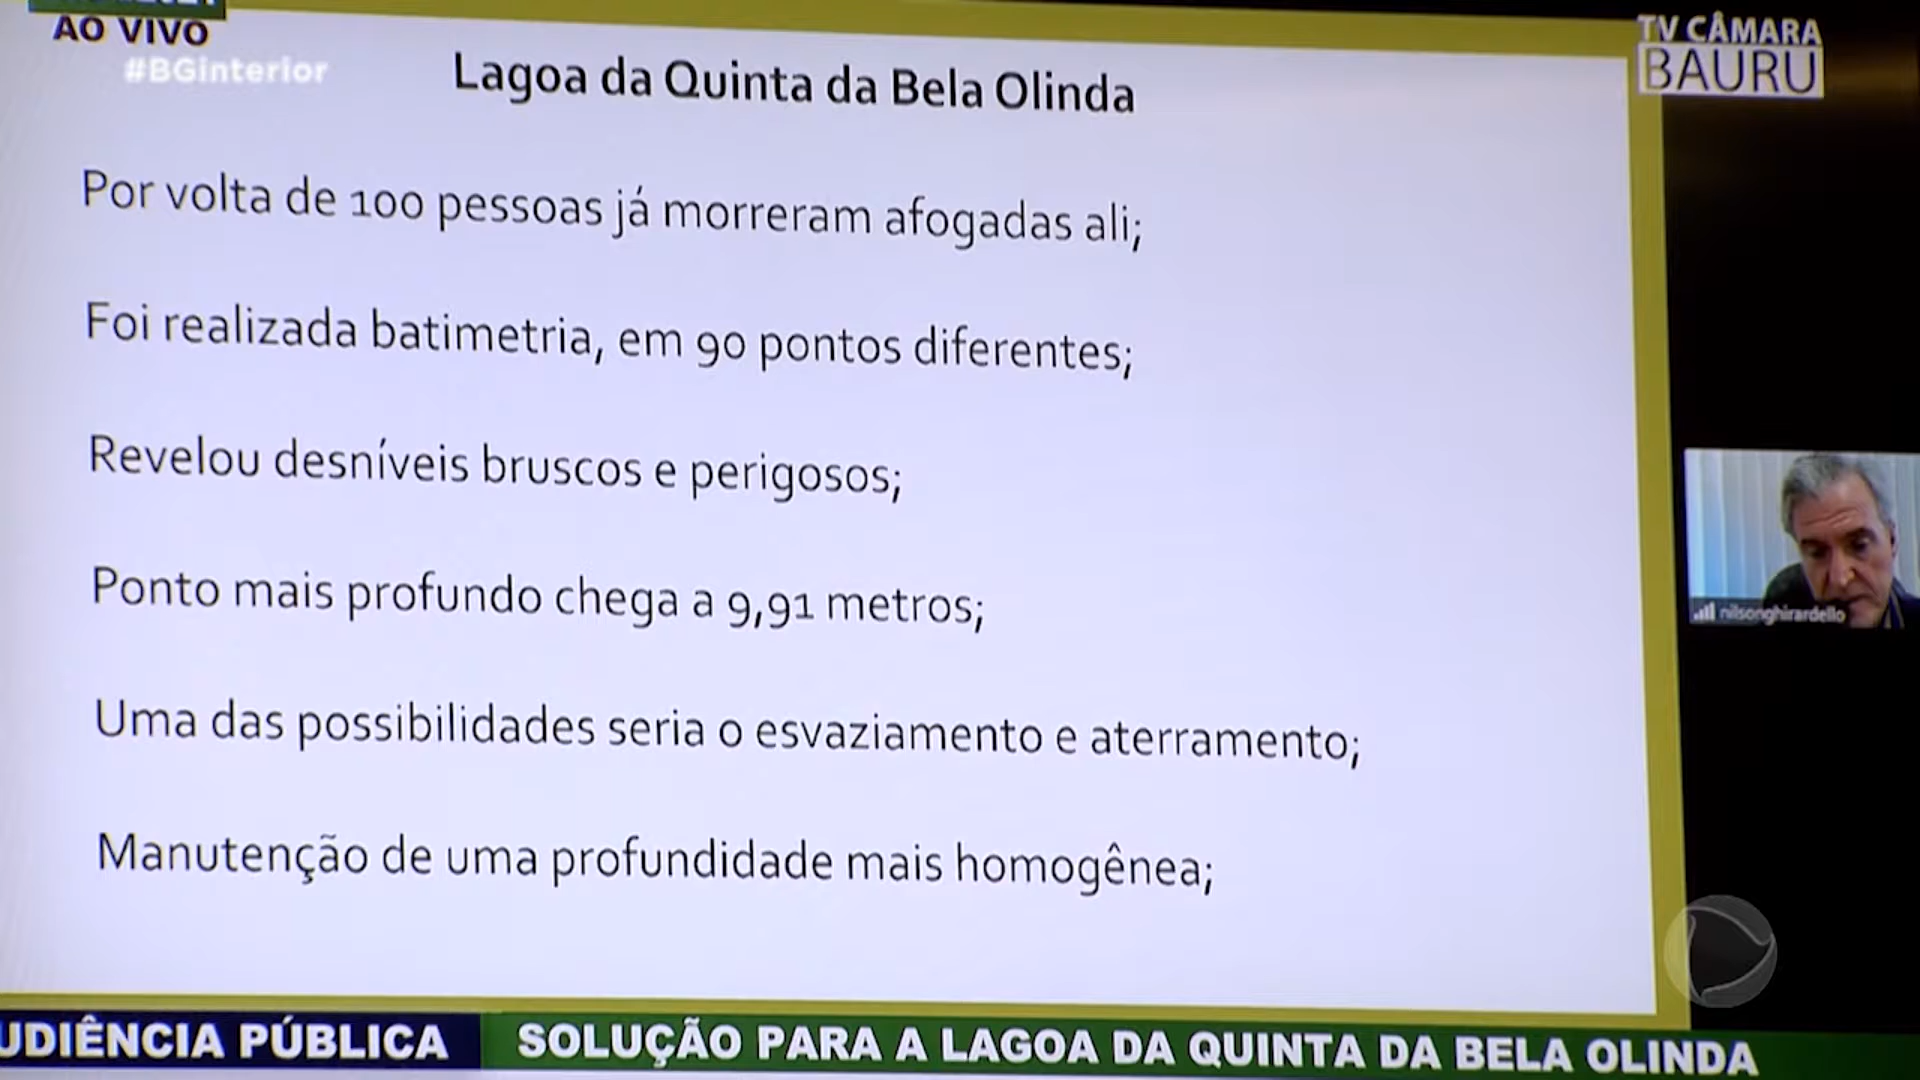 AO VIVO
#BGinterior
TV CÂMARA
BAURU
Lagoa da Quinta da Bela Olinda
Por volta de 100 pessoas já morreram afogadas ali;
Foi realizada batimetria, em 90 pontos diferentes;
Revelou desníveis bruscos e perigosos;
Ponto mais profundo chega a 9,91 metros;
Uma das possibilidades seria o esvaziamento e aterramento;
Manutenção de uma profundidade mais homogênea;
nilsonghirardello
UDIÊNCIA PÚBLICA
SOLUÇÃO PARA A LAGOA DA QUINTA DA BELA OLINDA